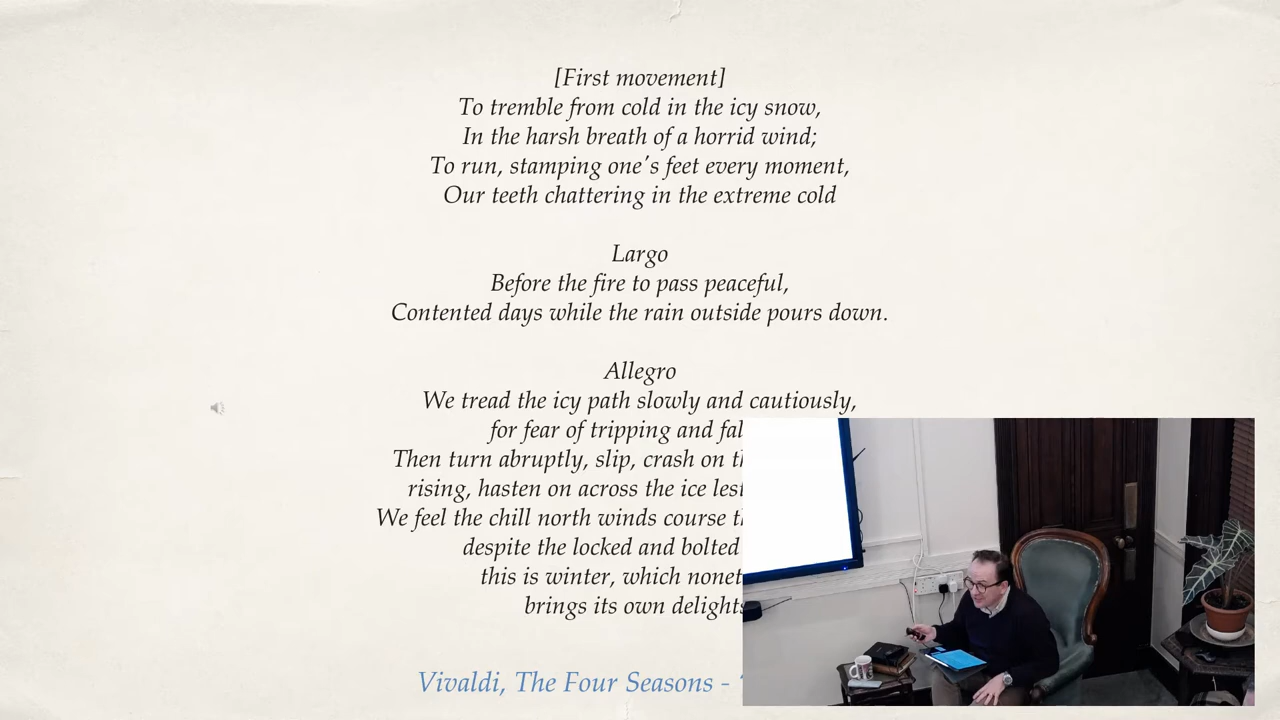 [First movement]
To tremble from cold in the icy snow,
In the harsh breath of a horrid wind;
To run, stamping one's feet every moment,
Our teeth chattering in the extreme cold
Largo
Before the fire to pass peaceful,
Contented days while the rain outside pours down.
Allegro
We tread the icy path slowly and cautiously,
for fear of tripping and
Then turn abruptly, slip, crash on
rising, hasten on across the ice
We feel the chill north winds course
despite the locked and bolted
this is winter, which
brings its own delights
Vivaldi, The Four Seasons -